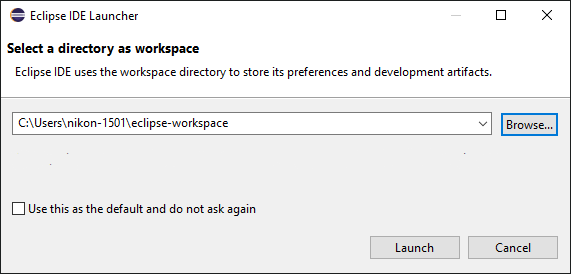 Eclipse IDE Launcher
Select a directory as workspace
Eclipse IDE uses the workspace directory to store its preferences and development artifacts.
C:\Users\nikon-1501\eclipse-workspace
Browse...
Use this as the default and do not ask again
Launch
Cancel